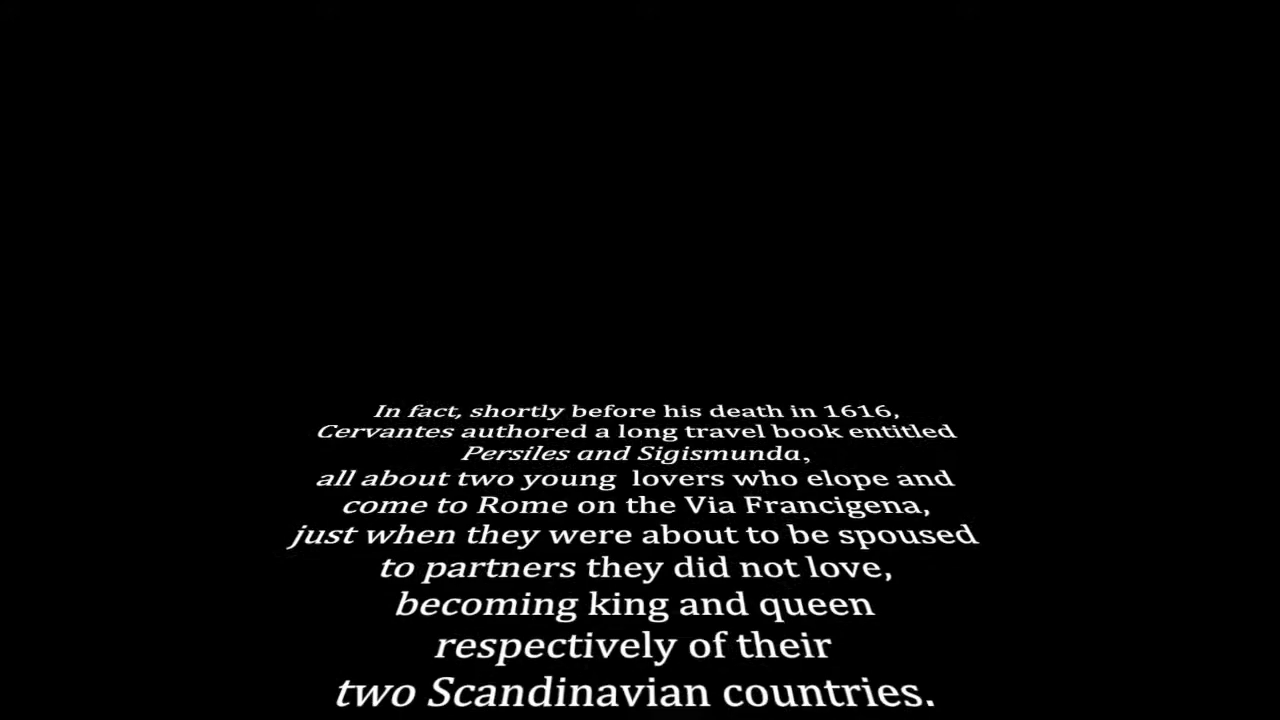 In fact, shortly before his death in 1616,
Cervantes authored a long travel book entitled
Persiles and Sigismunda,
all about two young lovers who elope and
come to Rome on the Via Francigena,
just when they were about to be spoused
to partners they did not love,
becoming king and queen
respectively of their
two Scandinavian countries.